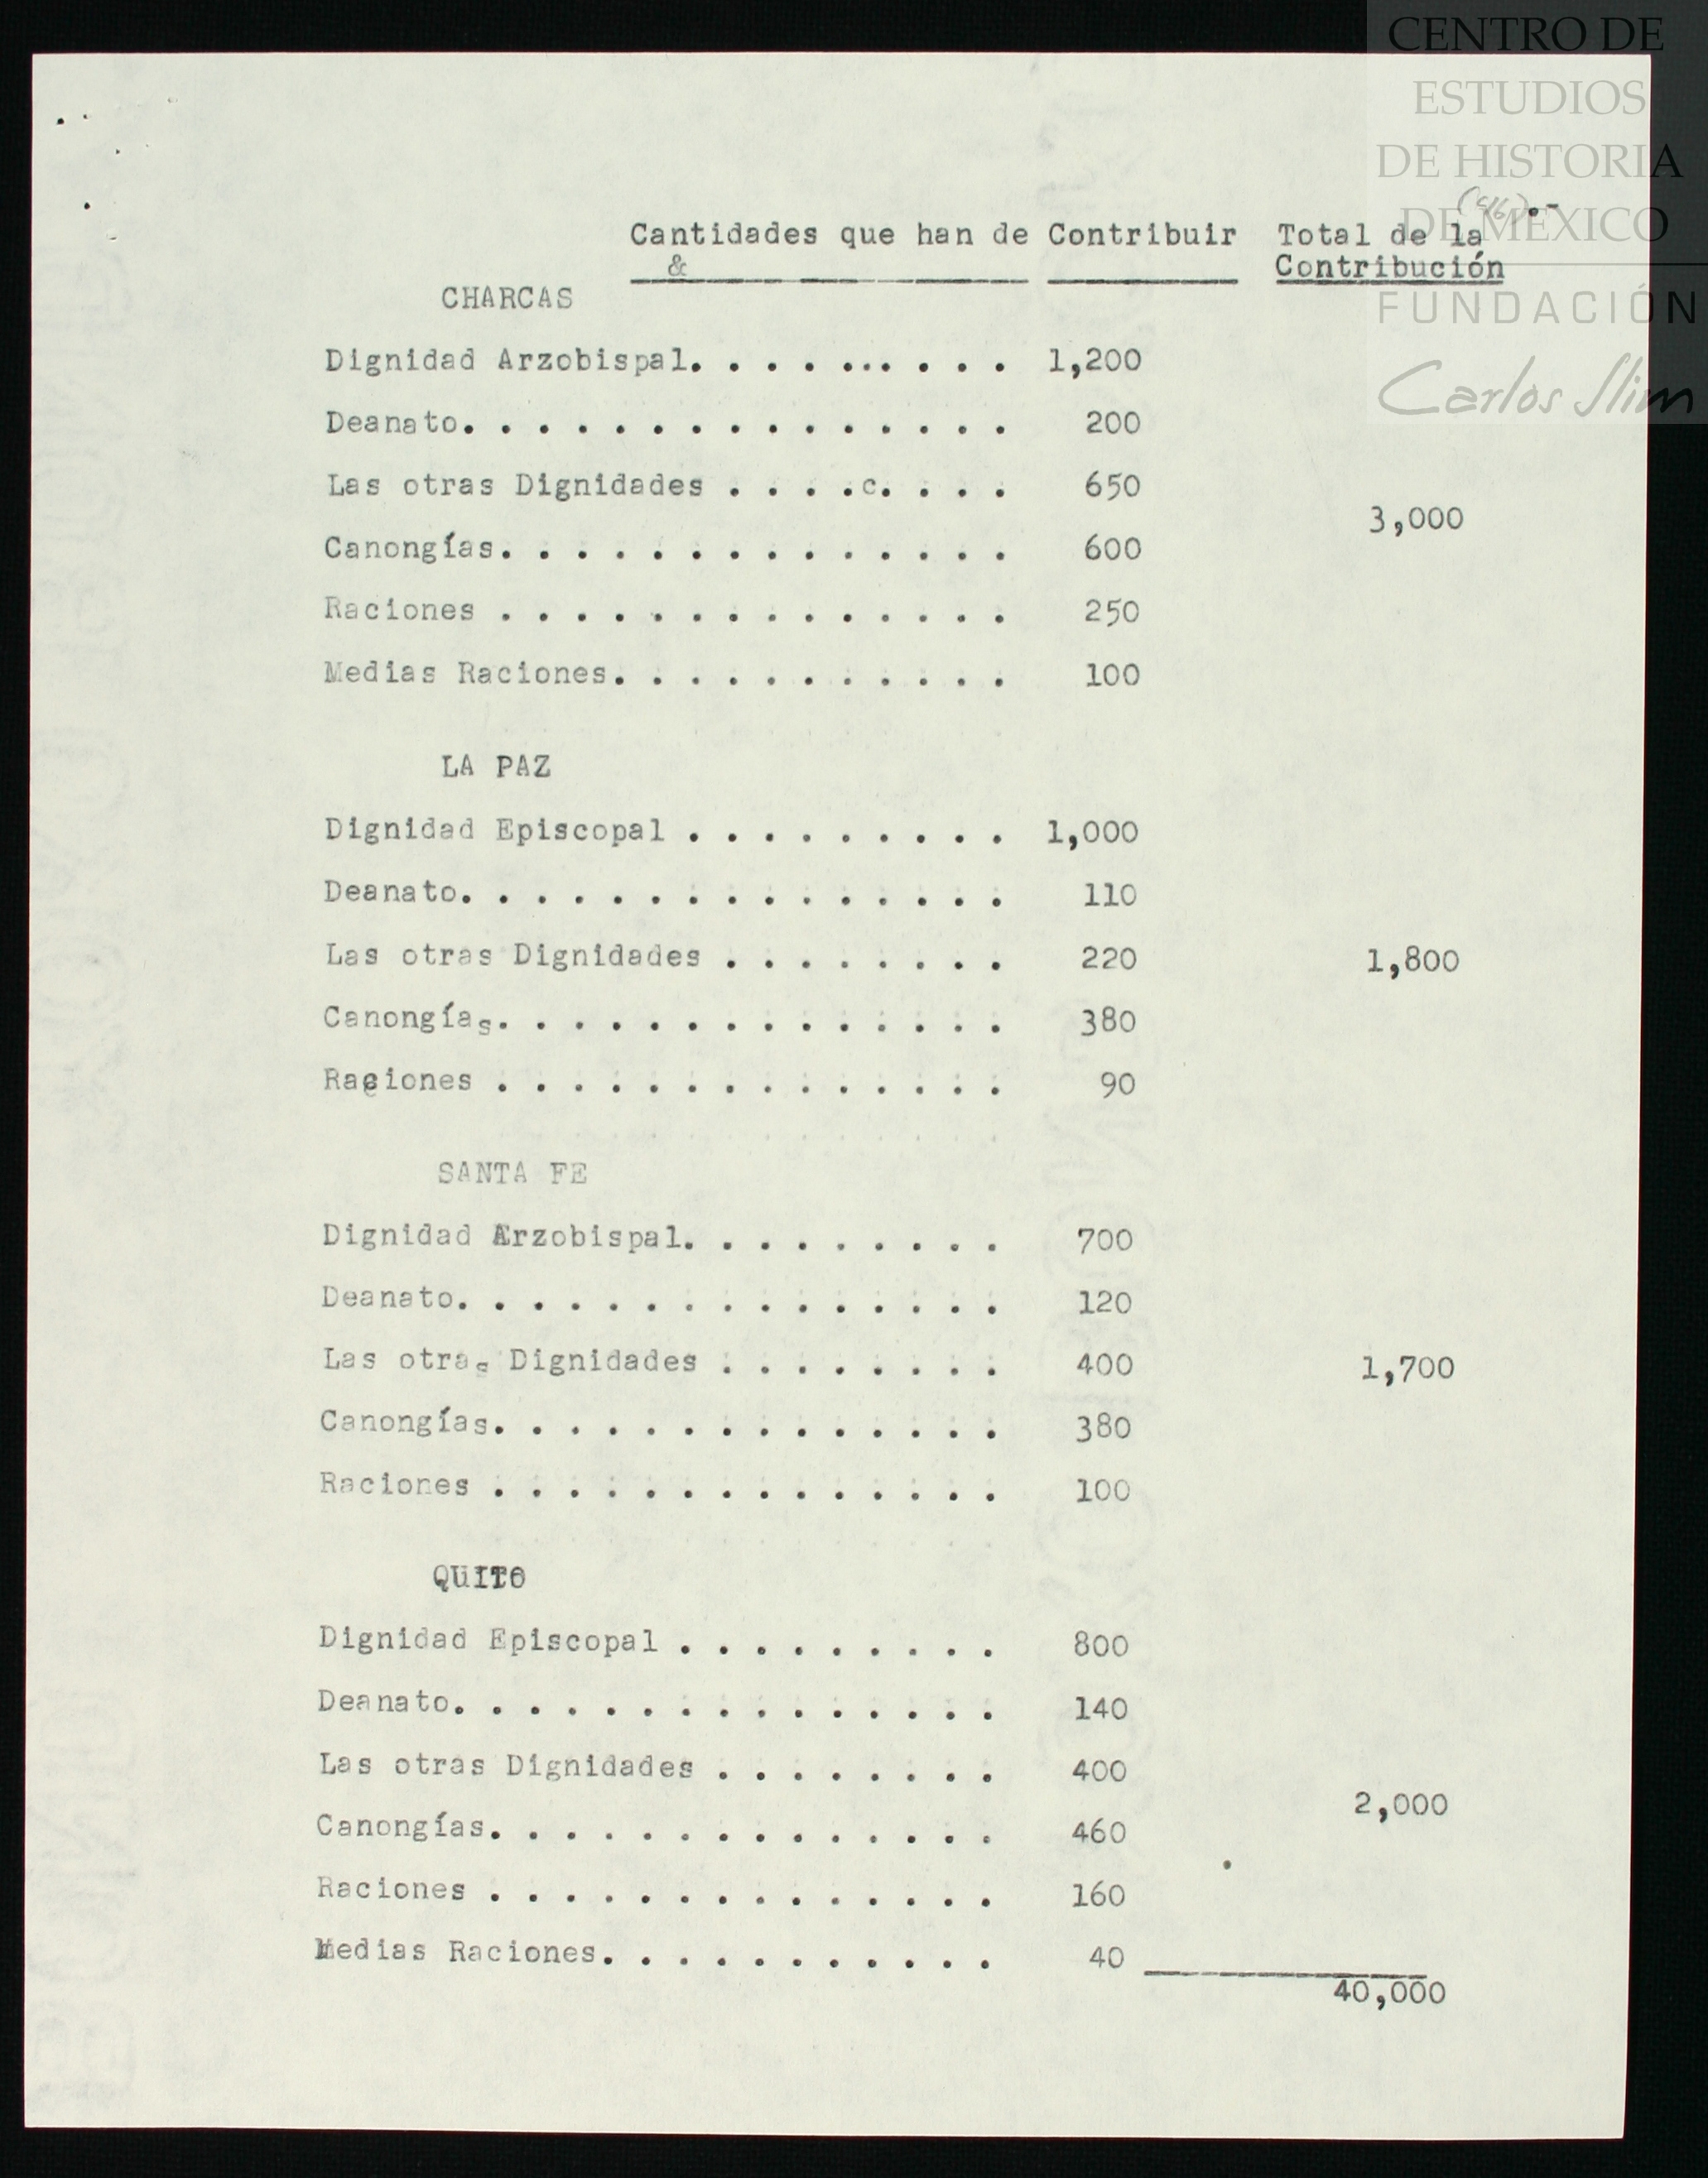 CENTRO DE
ESTUDIOS
DE HISTORIA
DE MÉXICO
FUNDACIÓN
Carlos Slim
Cantidades que han de Contribuir Total de la
& Contribución
CHARCAS
Dignidad Arzobispal. . . . ... . . . 1,200
Deanato. . . . . . . . . . . . . . . 200
Las otras Dignidades . . . .c. . . . 650
3,000
Canongías. . . . . . . . . . . . . . 600
Raciones . . . . . . . . . . . . . . 250
Medias Raciones. . . . . . . . . . . 100
LA PAZ
Dignidad Episcopal . . . . . . . . . 1,000
Deanato. . . . . . . . . . . . . . . 110
Las otras Dignidades . . . . . . . . 220 1,800
Canongías. . . . . . . . . . . . . . 380
Raciones . . . . . . . . . . . . . . 90
SANTA FE
Dignidad Arzobispal. . . . . . . . . 700
Deanato. . . . . . . . . . . . . . . 120
Las otras Dignidades . . . . . . . . 400 1,700
Canongías. . . . . . . . . . . . . . 380
Raciones . . . . . . . . . . . . . . 100
QUITO
Dignidad Episcopal . . . . . . . . . 800
Deanato. . . . . . . . . . . . . . . 140
Las otras Dignidades . . . . . . . . 400
2,000
Canongías. . . . . . . . . . . . . . 460
Raciones . . . . . . . . . . . . . . 160
Medias Raciones. . . . . . . . . . . 40
40,000